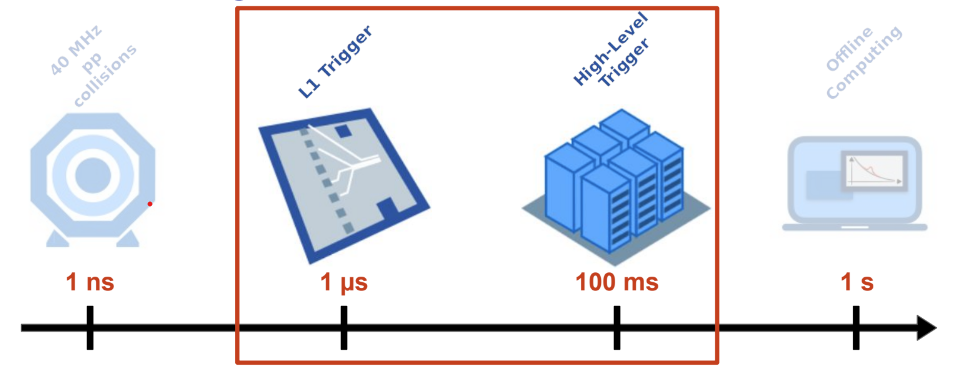 40 MHz
pp
collisions
L1 Trigger
High-Level
Trigger
Offline
Computing
1 ns
1 µs
100 ms
1 s